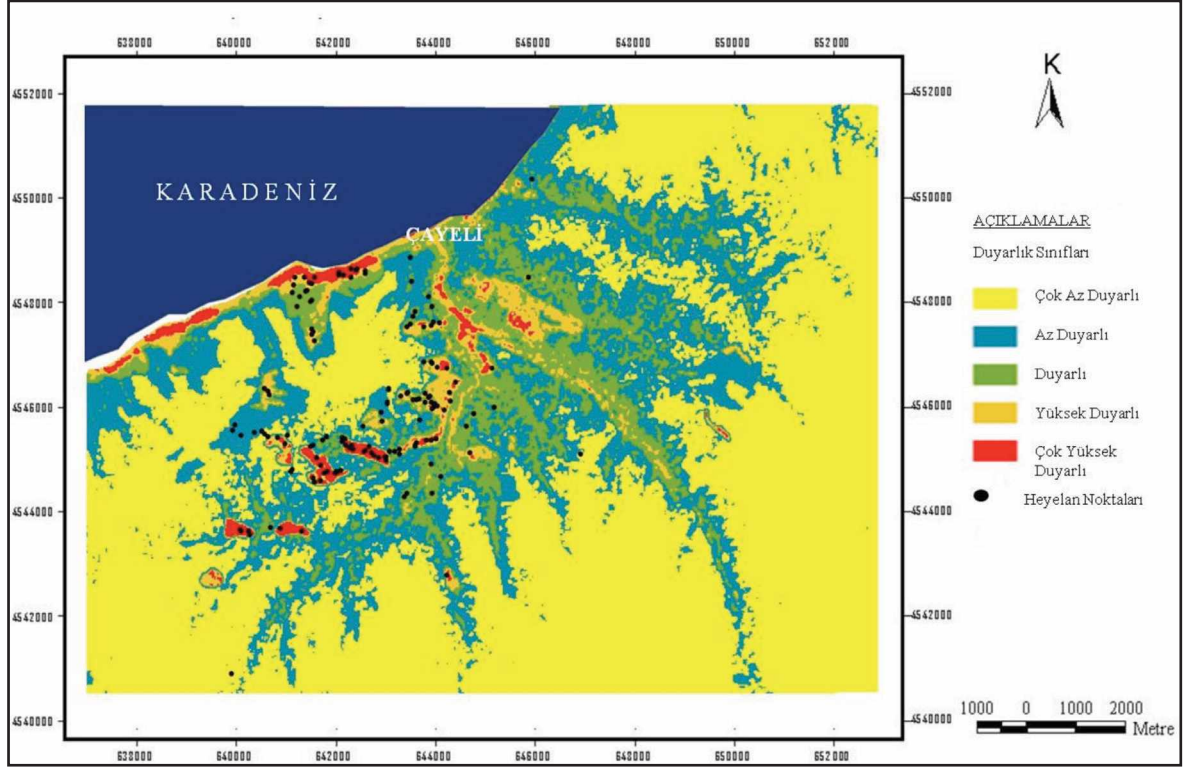 638000 640000 642000 644000 646000 648000 650000 652000
4552000 4552000
4550000 4550000
4548000 4548000
4546000 4546000
4544000 4544000
4542000 4542000
4540000 4540000
638000 640000 642000 644000 646000 648000 650000 652000
KARADENİZ
ÇAYELİ
K
AÇIKLAMALAR
Duyarlık Sınıfları
Çok Az Duyarlı
Az Duyarlı
Duyarlı
Yüksek Duyarlı
Çok Yüksek
Duyarlı
Heyelan Noktaları
1000 0 1000 2000
Metre